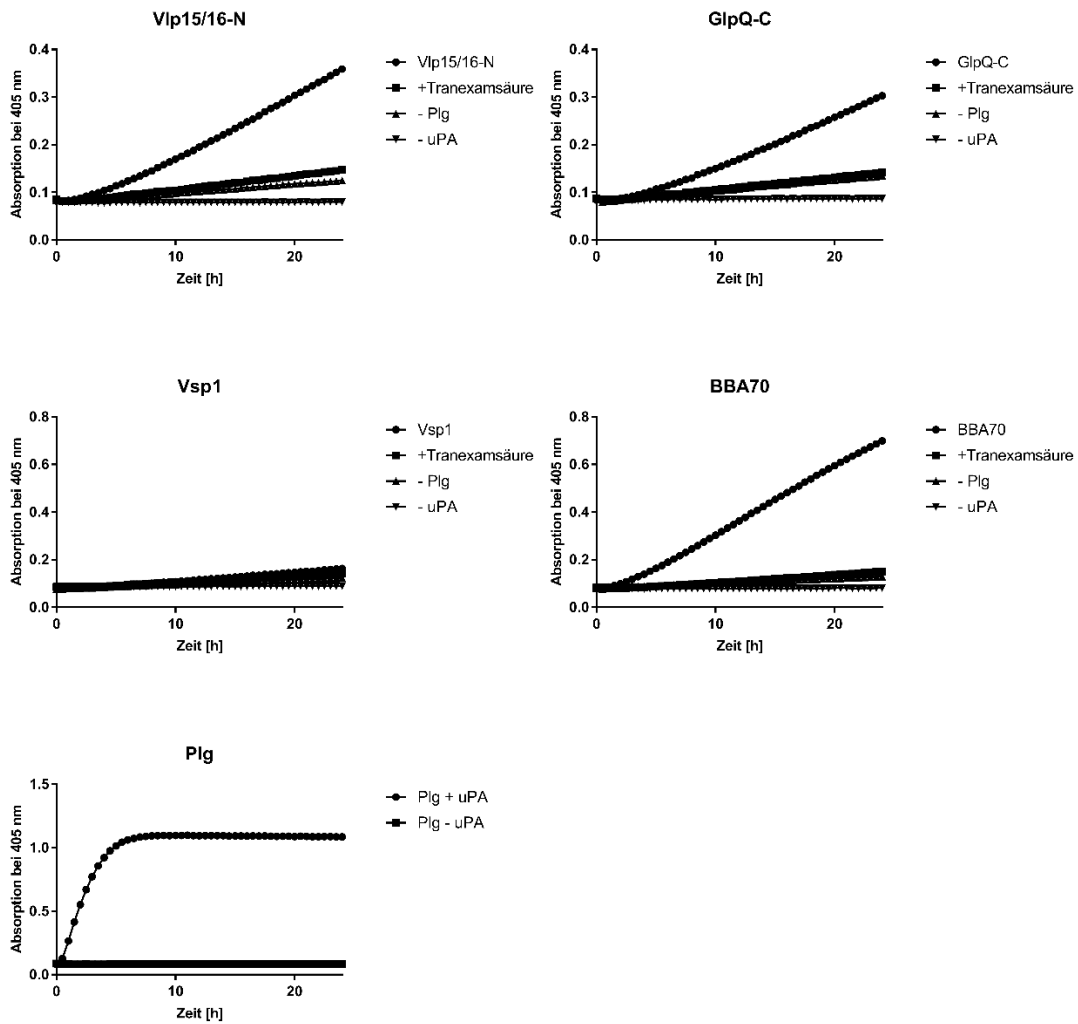 Vlp15/16-N
0.4
0.3
0.2
0.1
0.0
0
10
20
Absorption bei 405 nm
Zeit [h]
Vlp15/16-N
+Tranexamsäure
- Plg
- uPA
GlpQ-C
0.4
0.3
0.2
0.1
0.0
0
10
20
Absorption bei 405 nm
Zeit [h]
GlpQ-C
+Tranexamsäure
- Plg
- uPA
Vsp1
0.8
0.6
0.4
0.2
0.0
0
10
20
Absorption bei 405 nm
Zeit [h]
Vsp1
+Tranexamsäure
- Plg
- uPA
BBA70
0.8
0.6
0.4
0.2
0.0
0
10
20
Absorption bei 405 nm
Zeit [h]
BBA70
+Tranexamsäure
- Plg
- uPA
Plg
1.5
1.0
0.5
0.0
0
10
20
Absorption bei 405 nm
Zeit [h]
Plg + uPA
Plg - uPA